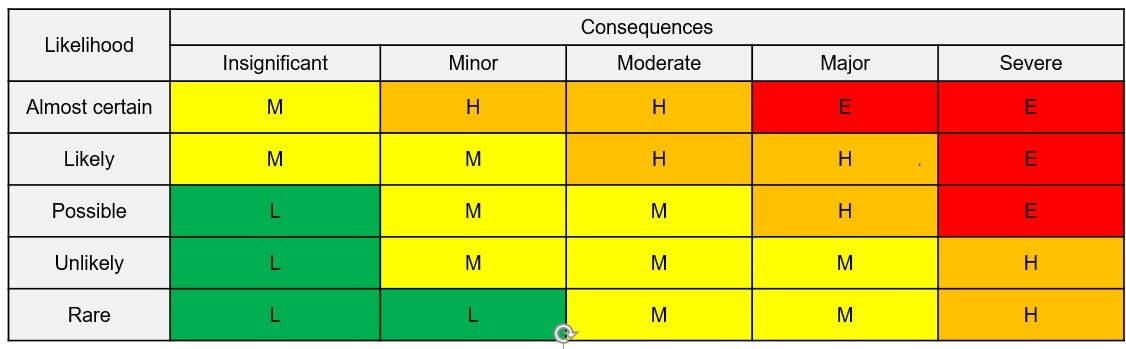 Likelihood
Consequences
Insignificant Minor Moderate Major Severe
Almost certain M H H E E
Likely M M H H . E
Possible L M M H E
Unlikely L M M M H
Rare L L M M H